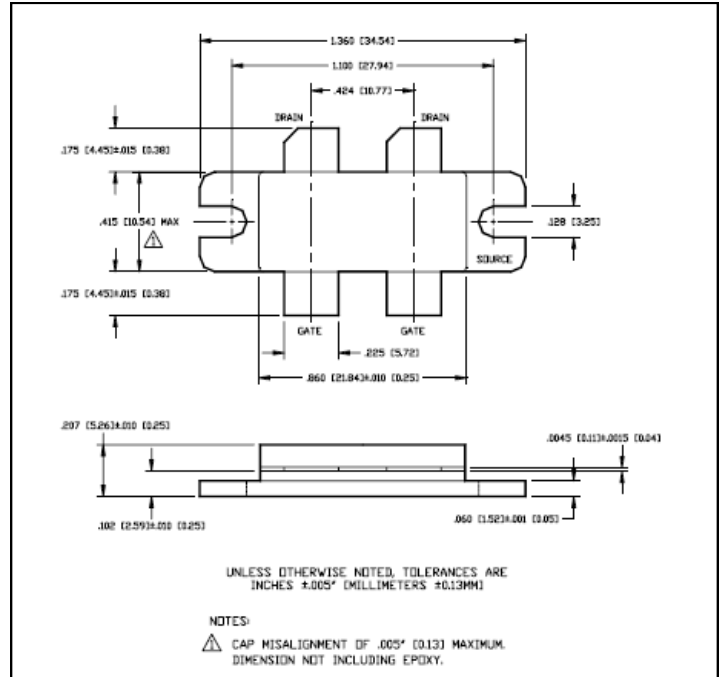 1.360 [34.54]
1.100 [27.94]
.424 [10.77]
DRAIN
DRAIN
.175 [4.45]±.015 [0.38]
.415 [10.54] MAX
.128 [3.25]
SOURCE
.175 [4.45]±.015 [0.38]
GATE
GATE
.225 [5.72]
.860 [21.84]±.010 [0.25]
.207 [5.26]±.010 [0.25]
.0045 [0.11]±.0015 [0.04]
.102 [2.59]±.010 [0.25]
.060 [1.52]±.001 [0.05]
UNLESS OTHERWISE NOTED, TOLERANCES ARE
INCHES ±.005" [MILLIMETERS ±0.13MM]
NOTES:
1 CAP MISALIGNMENT OF .005" [0.13] MAXIMUM.
DIMENSION NOT INCLUDING EPOXY.